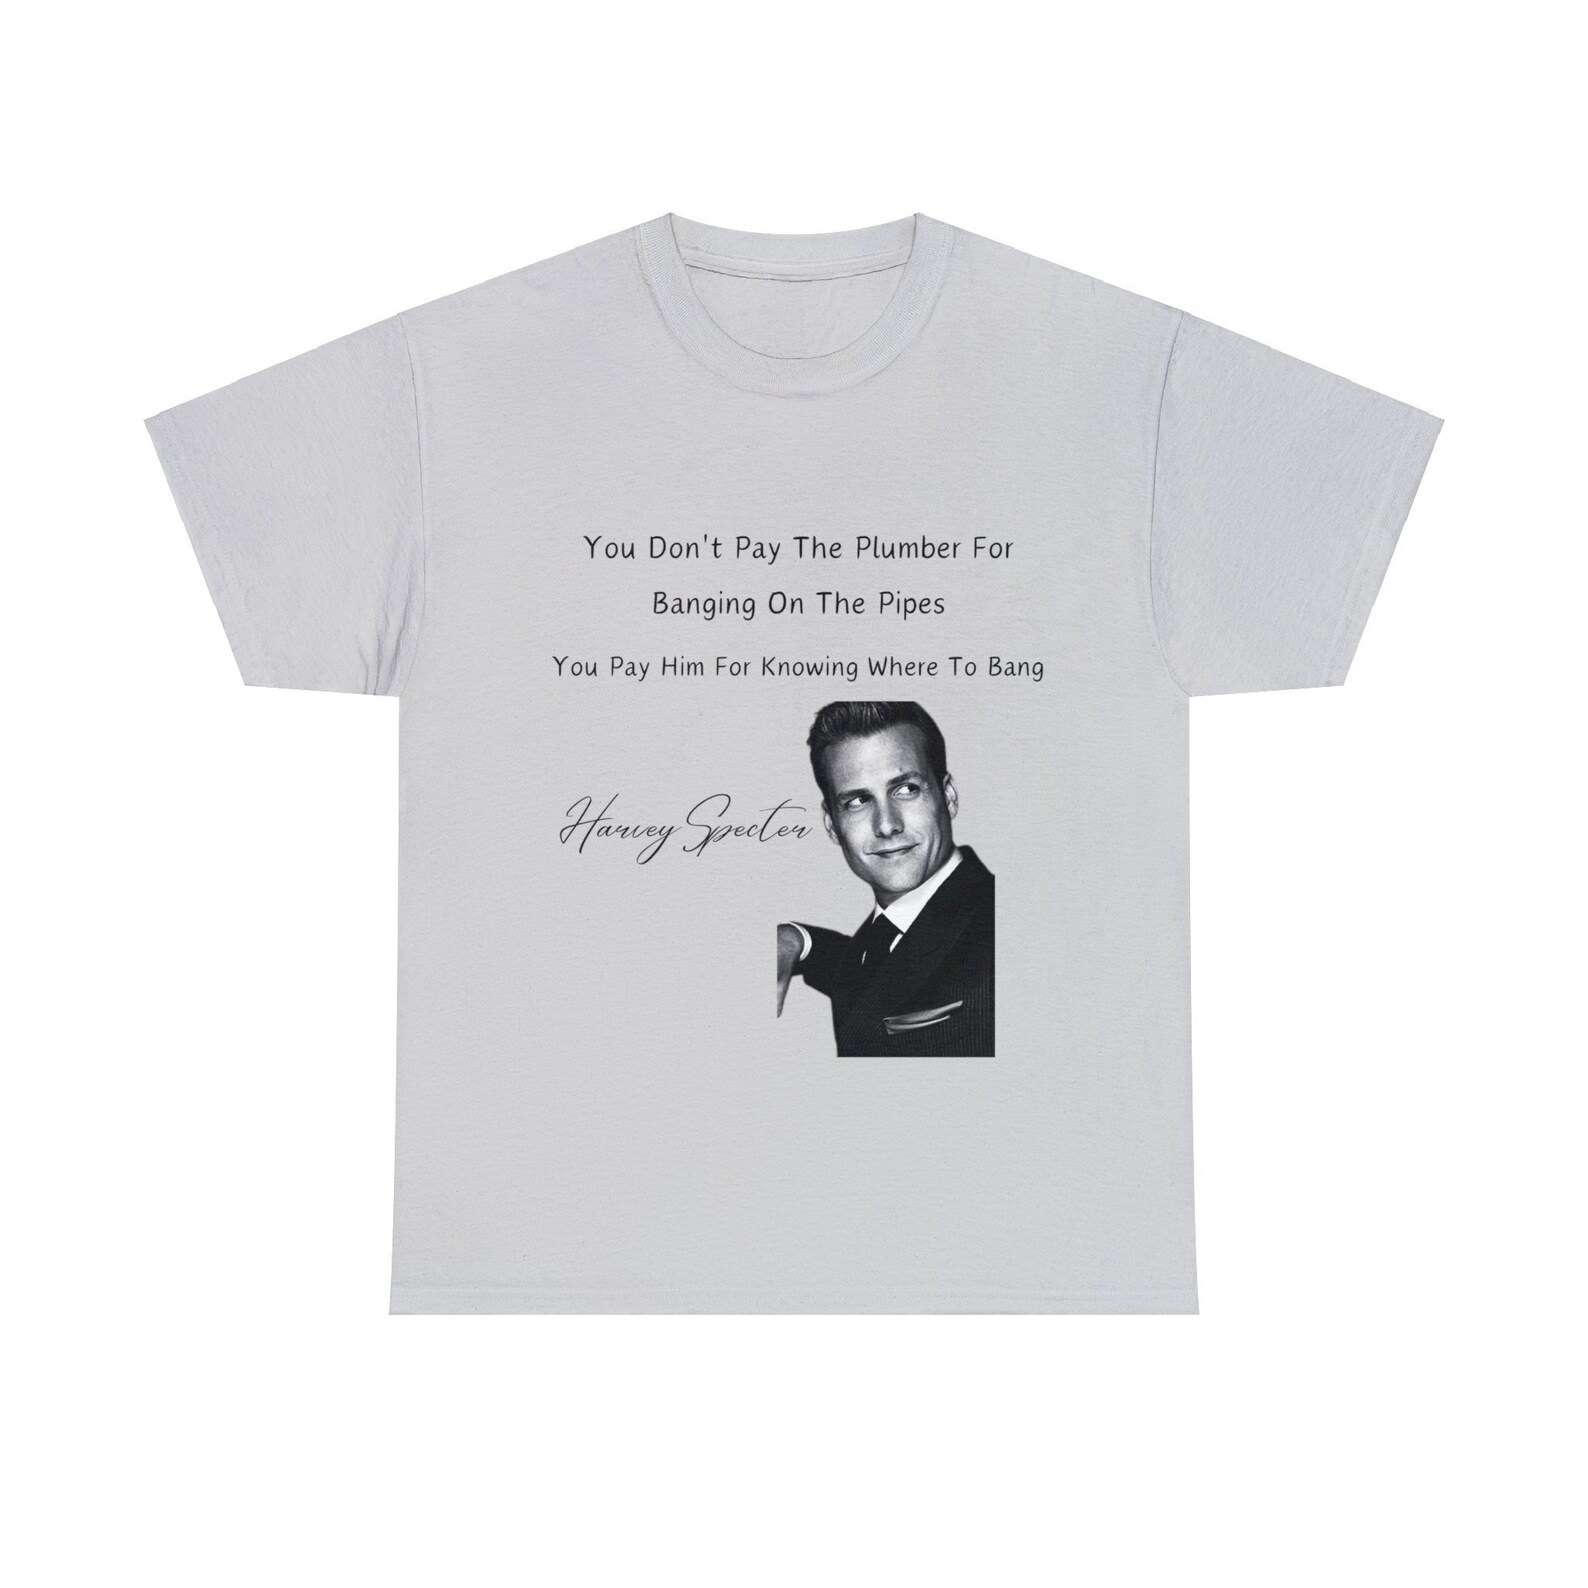 You Don't Pay The Plumber For
Banging On The Pipes
You Pay Him For Knowing Where To Bang
Harvey Specter